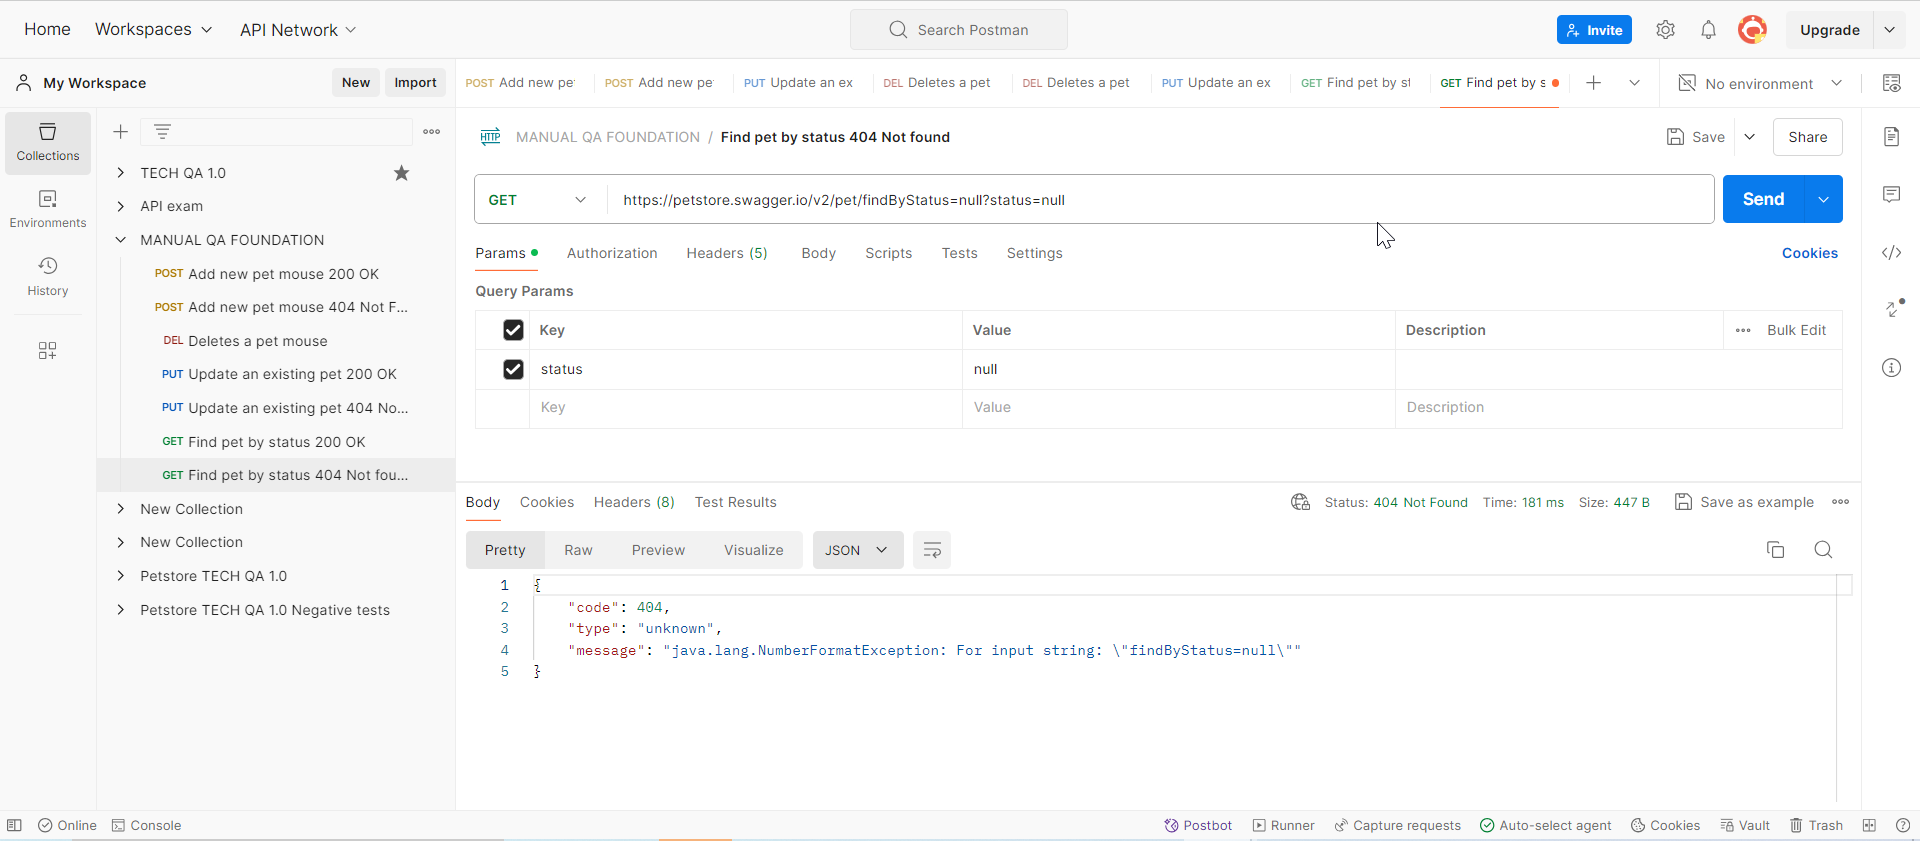 Home Workspaces API Network Search Postman Invite Upgrade
My Workspace New Import POST Add new pe POST Add new pe PUT Update an ex DEL Deletes a pet DEL Deletes a pet PUT Update an ex GET Find pet by st GET Find pet by s No environment
Collections
Environments
History
TECH QA 1.0
API exam
MANUAL QA FOUNDATION
POST Add new pet mouse 200 OK
POST Add new pet mouse 404 Not F...
DEL Deletes a pet mouse
PUT Update an existing pet 200 OK
PUT Update an existing pet 404 No...
GET Find pet by status 200 OK
GET Find pet by status 404 Not fou...
New Collection
New Collection
Petstore TECH QA 1.0
Petstore TECH QA 1.0 Negative tests
HTTP MANUAL QA FOUNDATION / Find pet by status 404 Not found Save Share
GET https://petstore.swagger.io/v2/pet/findByStatus=null?status=null Send
Params Authorization Headers (5) Body Scripts Tests Settings Cookies
Query Params
Key Value Description Bulk Edit
status null
Key Value Description
Body Cookies Headers (8) Test Results Status: 404 Not Found Time: 181 ms Size: 447 B Save as example
Pretty Raw Preview Visualize JSON
1 {
2 "code": 404,
3 "type": "unknown",
4 "message": "java.lang.NumberFormatException: For input string: \"findByStatus=null\""
5 }
Online Console Postbot Runner Capture requests Auto-select agent Cookies Vault Trash